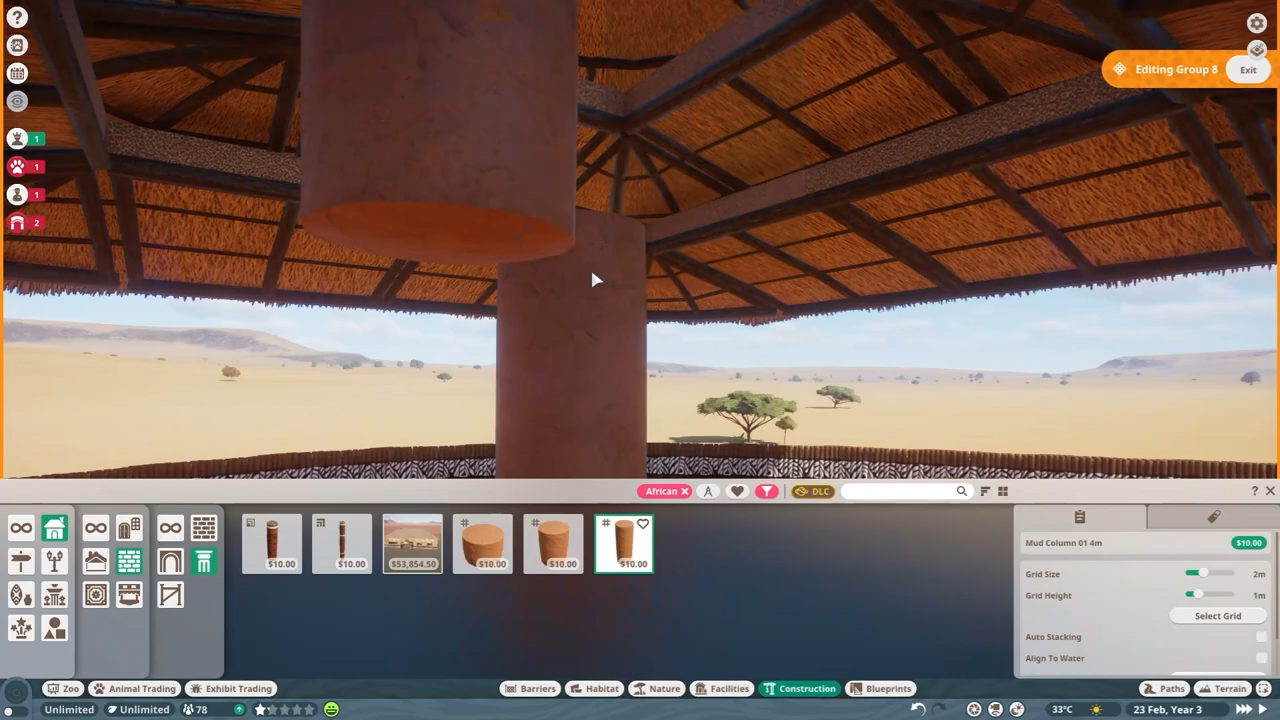 ?
1
1
1
2
Editing Group 8 Exit
African × DLC
? ×
$10.00 $10.00 $53,854.50 $10.00 $10.00 $10.00
Mud Column 01 4m $10.00
Grid Size 2m
Grid Height 1m
Select Grid
Auto Stacking
Align To Water
Zoo Animal Trading Exhibit Trading Barriers Habitat Nature Facilities Construction Blueprints Paths Terrain
Unlimited Unlimited 78 33°C 23 Feb, Year 3